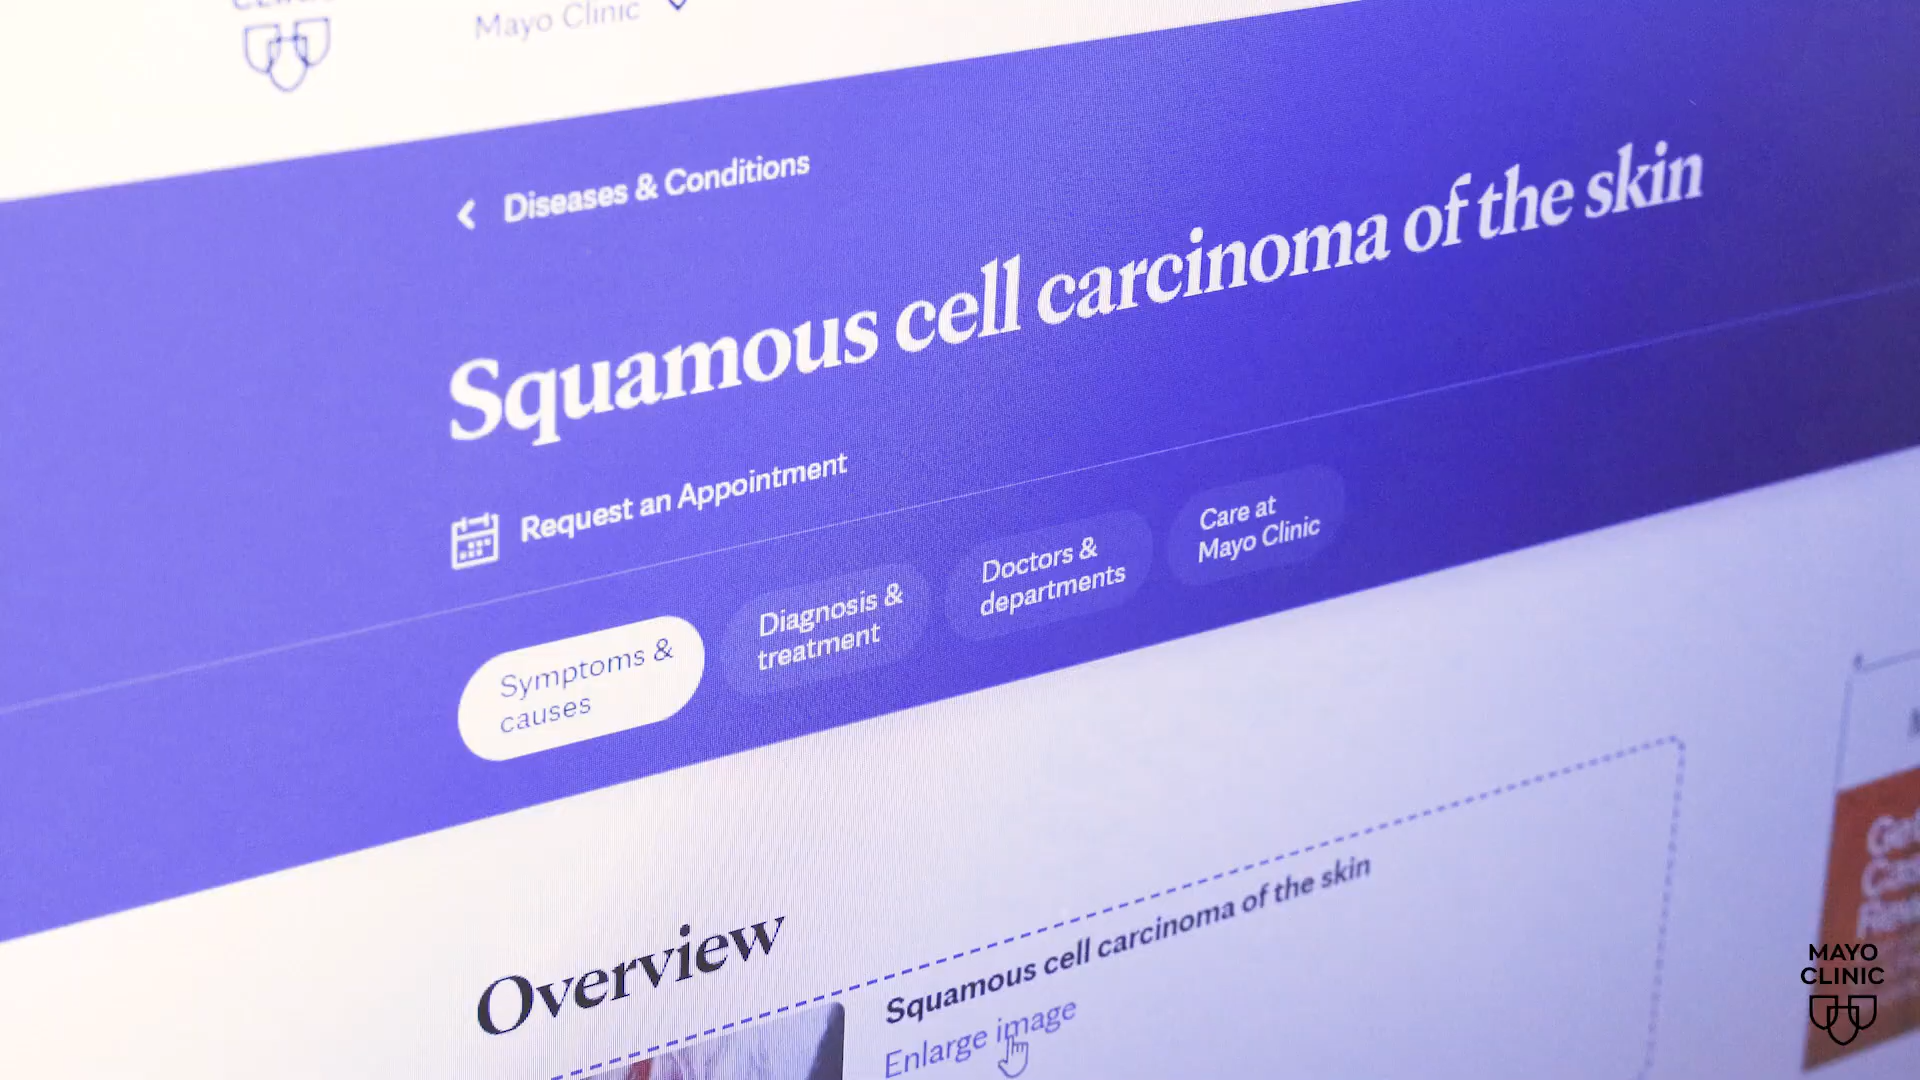 Mayo Clinic
Diseases & Conditions
Squamous cell carcinoma of the skin
Request an Appointment
Symptoms &
causes
Diagnosis &
treatment
Doctors &
departments
Care at
Mayo Clinic
Overview
Squamous cell carcinoma of the skin
Enlarge image
MAYO
CLINIC